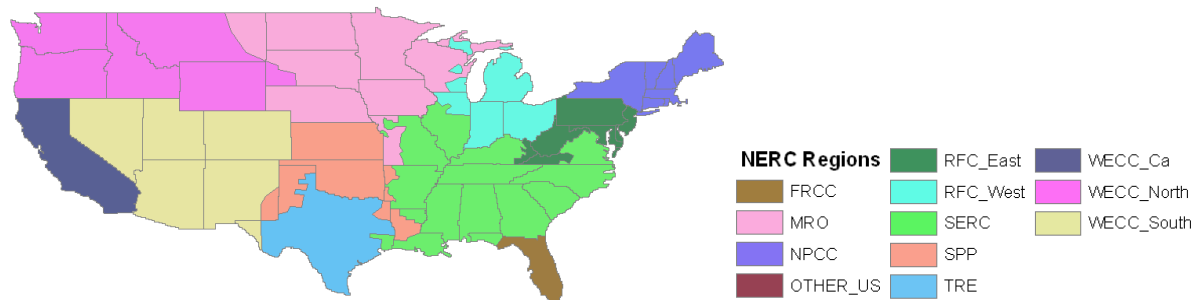 NERC Regions
FRCC
MRO
NPCC
OTHER_US
RFC_East
RFC_West
SERC
SPP
TRE
WECC_Ca
WECC_North
WECC_South